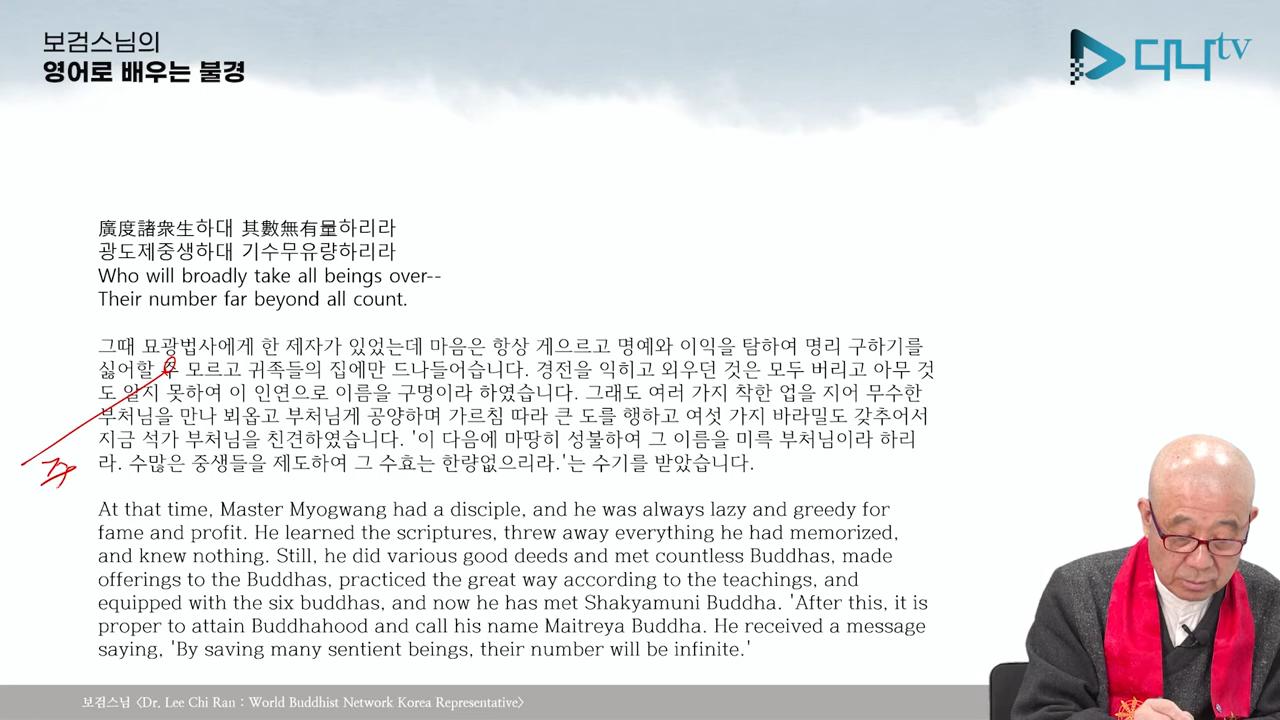 보검스님의
영어로 배우는 불경
디나tv
廣度諸衆生하대 其數無有量하리라
광도제중생하대 기수무유량하리라
Who will broadly take all beings over--
Their number far beyond all count.
그때 묘광법사에게 한 제자가 있었는데 마음은 항상 게으르고 명예와 이익을 탐하여 명리 구하기를
싫어할 주 모르고 귀족들의 집에만 드나들어습니다. 경전을 익히고 외우던 것은 모두 버리고 아무 것
도 알지 못하여 이 인연으로 이름을 구명이라 하였습니다. 그래도 여러 가지 착한 업을 지어 무수한
부처님을 만나 뵈옵고 부처님게 공양하며 가르침 따라 큰 도를 행하고 여섯 가지 바라밀도 갖추어서
지금 석가 부처님을 친견하였습니다. '이 다음에 마땅히 성불하여 그 이름을 미륵 부처님이라 하리
라. 수많은 중생들을 제도하여 그 수효는 한량없으리라.'는 수기를 받았습니다.
At that time, Master Myogwang had a disciple, and he was always lazy and greedy for
fame and profit. He learned the scriptures, threw away everything he had memorized,
and knew nothing. Still, he did various good deeds and met countless Buddhas, made
offerings to the Buddhas, practiced the great way according to the teachings, and
equipped with the six buddhas, and now he has met Shakyamuni Buddha. 'After this, it is
proper to attain Buddhahood and call his name Maitreya Buddha. He received a message
saying, 'By saving many sentient beings, their number will be infinite.'
보검스님 <Dr. Lee Chi Ran : World Buddhist Network Korea Representative>